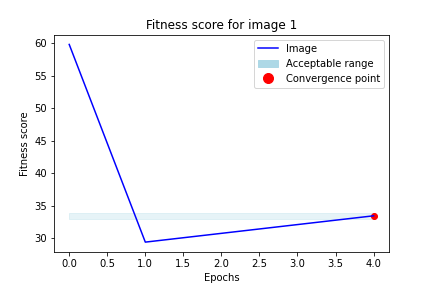 Fitness score for image 1
Image
Acceptable range
Convergence point
Fitness score
60
55
50
45
40
35
30
0.0 0.5 1.0 1.5 2.0 2.5 3.0 3.5 4.0
Epochs